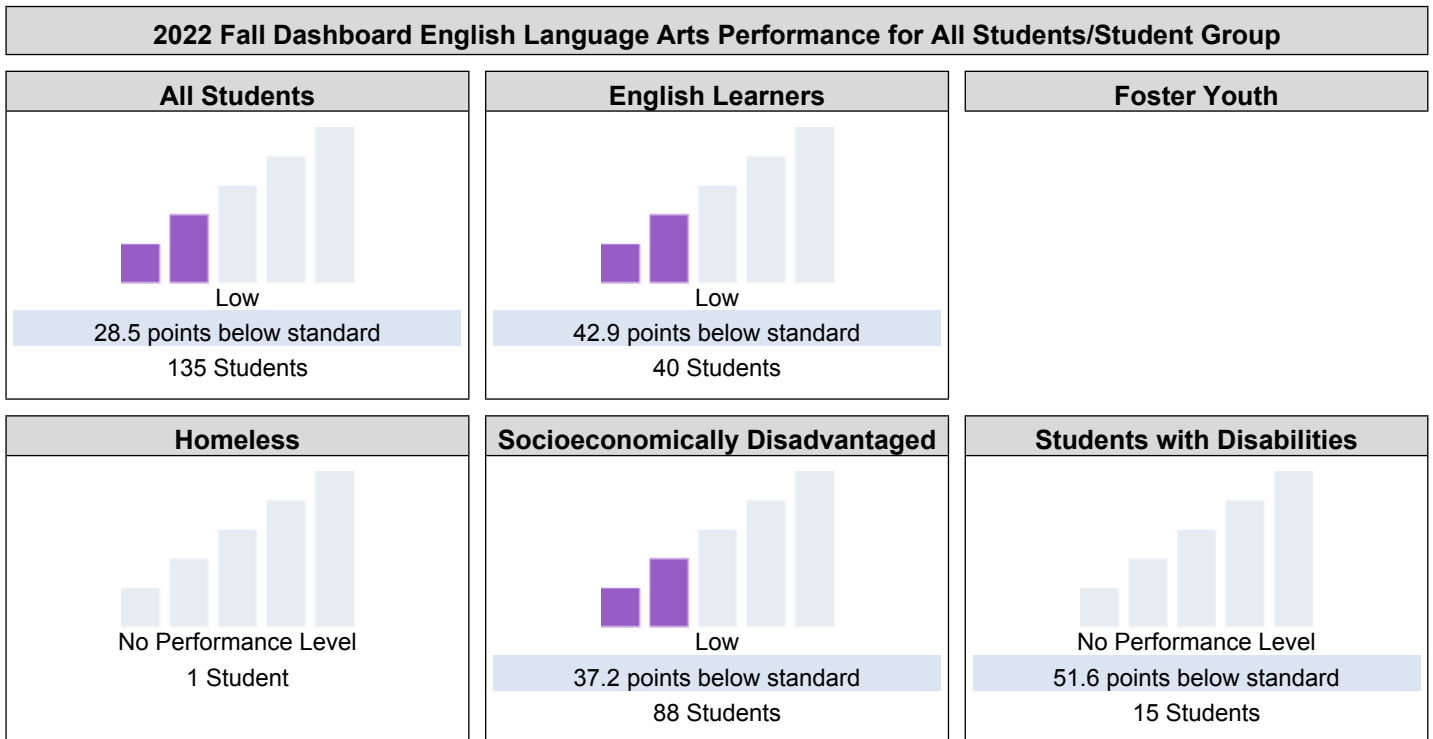 2022 Fall Dashboard English Language Arts Performance for All Students/Student Group
All Students
Low
28.5 points below standard
135 Students
English Learners
Low
42.9 points below standard
40 Students
Foster Youth
Homeless
No Performance Level
1 Student
Socioeconomically Disadvantaged
Low
37.2 points below standard
88 Students
Students with Disabilities
No Performance Level
51.6 points below standard
15 Students